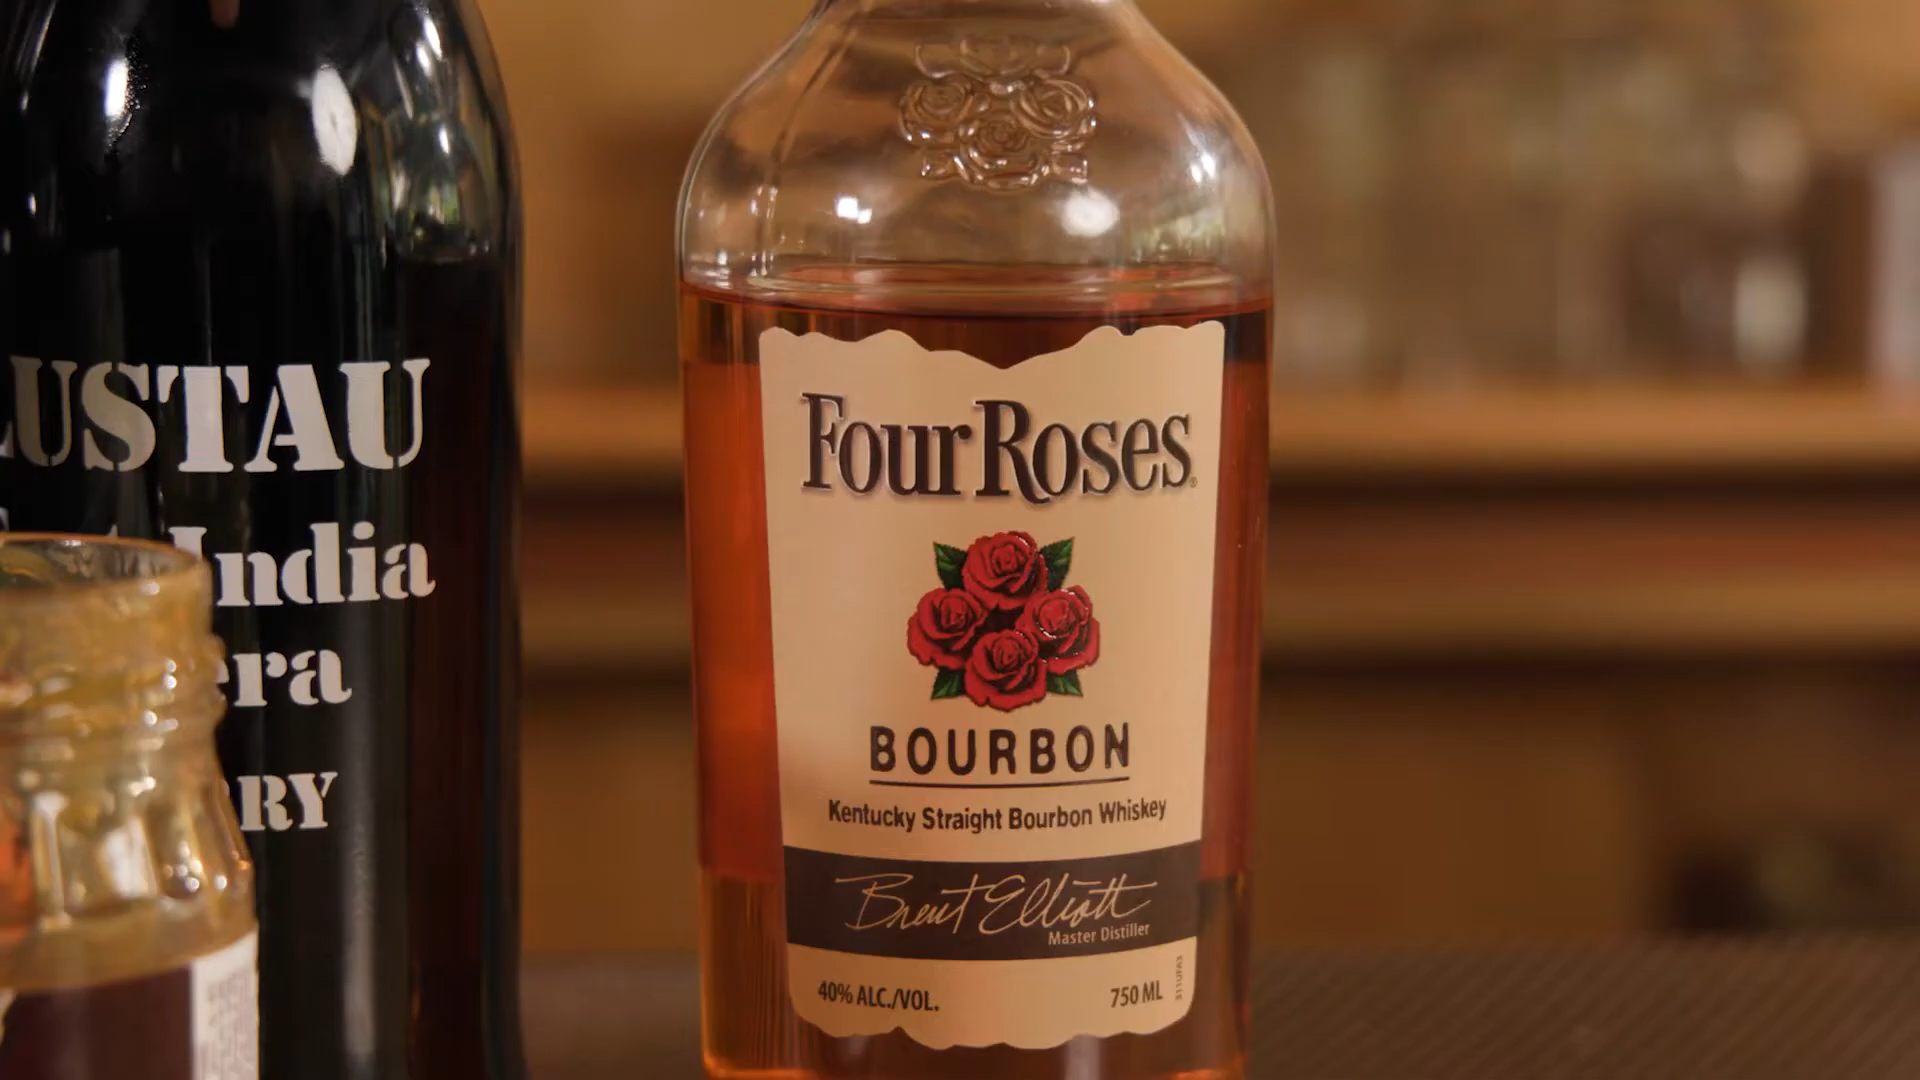 LUSTAU
India
era
RY
Four Roses®
BOURBON
Kentucky Straight Bourbon Whiskey
Brent Elliott
Master Distiller
40% ALC./VOL.
750 ML